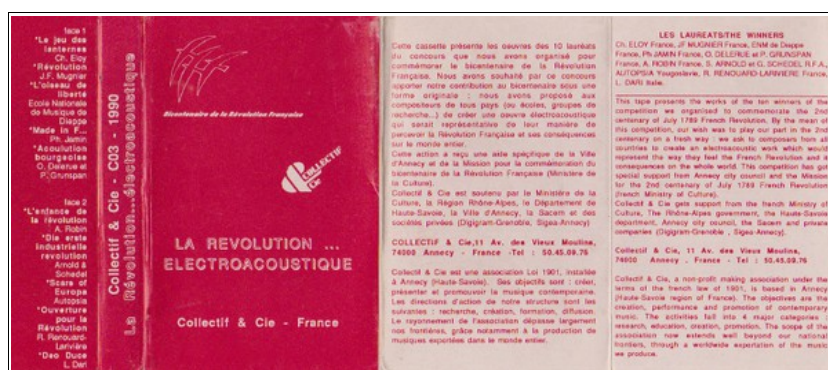 face 1
"Le jeu des
lanternes
Ch. Eloy
"Révolution
J.F. Mugnier
"L'oiseau de
liberté
Ecole Nationale
de Musique de
Dieppe
"Made in F...
Ph. Jamin
O. Delerue et
P. Grunspan
face 2
"L'enfance de
la révolution
A. Robin
"Die erste
industrielle
revolution
Arnold &
Schedel
"Scars of
Europa
Autopsia
"Ouverture
pour la
Révolution
R. Renouard-
Larivière
"Deo Duce
L. Dari
Collectif & Cie - C03 - 1990
La Révolution...électroacoustique
Bicentenaire de la Révolution Française
& COLLECTIF
CIE
LA REVOLUTION ...
ELECTROACOUSTIQUE
Collectif & Cie - France
Cette cassette présente les oeuvres des 10 lauréats
du concours que nous avons organisé pour
commémorer le bicentenaire de la Révolution
Française. Nous avons souhaité par ce concours
apporter notre contribution au bicentenaire sous une
forme originale : nous avons proposé aux
compositeurs de tous pays (ou écoles, groupes de
recherche...) de créer une oeuvre électroacoustique
qui serait représentative de leur manière de
percevoir la Révolution Française et ses conséquences
sur le monde entier.
Cette action a reçu une aide spécifique de la Ville
d'Annecy et de la Mission pour la commémoration du
bicentenaire de la Révolution Française (Ministère de
la Culture).
Collectif & Cie est soutenu par le Ministère de la
Culture, la Région Rhône-Alpes, le Département de
Haute-Savoie, la Ville d'Annecy, la Sacem et des
sociétés privées (Digigram-Grenoble , Sigea-Annecy)
COLLECTIF & Cie,11 Av. des Vieux Moulins,
74000 Annecy - France -Tel : 50.45.09.76
Collectif & Cie est une association Loi 1901, installée
à Annecy (Haute-Savoie). Ses objectifs sont : créer,
présenter et promouvoir la musique contemporaine.
Les directions d'action de notre structure sont les
suivantes : recherche, création, formation, diffusion.
Le rayonnement de l'association dépasse largement
nos frontières, grâce notamment à la production de
musiques exportées dans le monde entier.
LES LAUREATS/THE WINNERS
Ch. ELOY France, JF MUGNIER France, ENM de Dieppe
France, Ph JAMIN France, O. DELERUE et P. GRUNSPAN
France, A. ROBIN France, S. ARNOLD et G. SCHEDEL R.F.A.,
AUTOPSIA Yougoslavie, R. RENOUARD-LARIVIERE France,
L. DARI Italie.
This tape presents the works of the ten winners of the
competition we organised to commemorate the 2nd
centenary of July 1789 French Revolution. By the mean of
this competition, our wish was to play our part in the 2nd
centenary on a fresh way : we ask to composers from all
countries to create an electroacoustic work which would
represent the way they feel the French Revolution and it
consequences on the whole world. This competition has got
special support from Annecy city council and the Mission
for the 2nd centenary of July 1789 French Revolution
(french Ministry of Culture).
Collectif & Cie gets support from the french Ministry of
Culture, The Rhône-Alpes government, the Haute-Savoie
department, Annecy city council, the Sacem and private
companies (Digigram-Grenoble , Sigea-Annecy).
Collectif & Cie, 11 Av. des Vieux Moulins,
74000 Annecy - France - Tel : 50.45.09.76
Collectif & Cie, a non-profit making association under the
terms of the french law of 1901, is based in Annecy
(Haute-Savoie region of France). The objectives are the
creation, performance and promotion of contemporary
music. The activities fall into 4 major categories :
research, education, creation, promotion. The scope of the
association now extends well beyond our national
frontiers, through a worldwide exportation of the music
we produce.